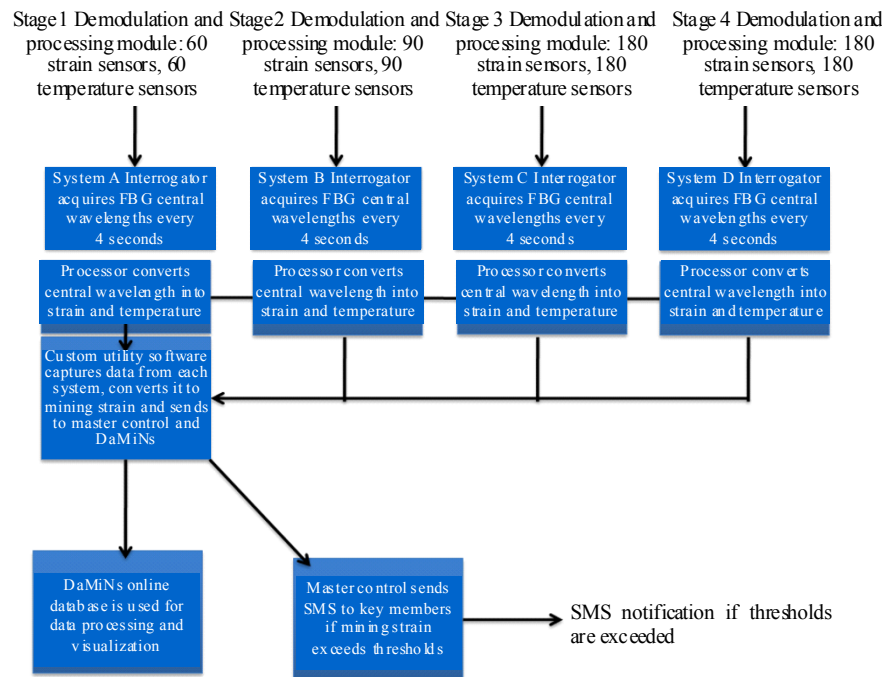 Stage 1 Demodulation and
processing module: 60
strain sensors, 60
temperature sensors
Stage 2 Demodulation and
processing module: 90
strain sensors, 90
temperature sensors
Stage 3 Demodulation and
processing module: 180
strain sensors, 180
temperature sensors
Stage 4 Demodulation and
processing module: 180
strain sensors, 180
temperature sensors
System A Interrogator
acquires FBG central
wavelengths every
4 seconds
System B Interrogator
acquires FBG central
wavelengths every
4 seconds
System C Interrogator
acquires FBG central
wavelengths every
4 seconds
System D Interrogator
acquires FBG central
wavelengths every
4 seconds
Processor converts
central wavelength into
strain and temperature
Processor converts
central wavelength into
strain and temperature
Processor converts
central wavelength into
strain and temperature
Processor converts
central wavelength into
strain and temperature
Custom utility software
captures data from each
system, converts it to
mining strain and sends
to master control and
DaMiNs
DaMiNs online
database is used for
data processing and
visualization
Master control sends
SMS to key members
if mining strain
exceeds thresholds
SMS notification if thresholds
are exceeded